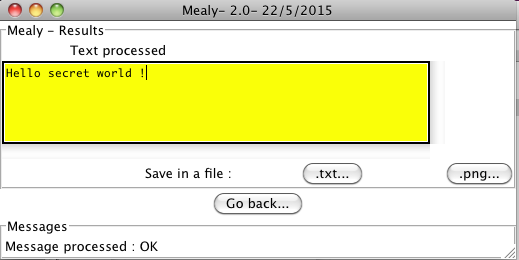 Mealy- 2.0- 22/5/2015
Mealy - Results
Text processed
Hello secret world !
Save in a file :
.txt...
.png...
Go back...
Messages
Message processed : OK